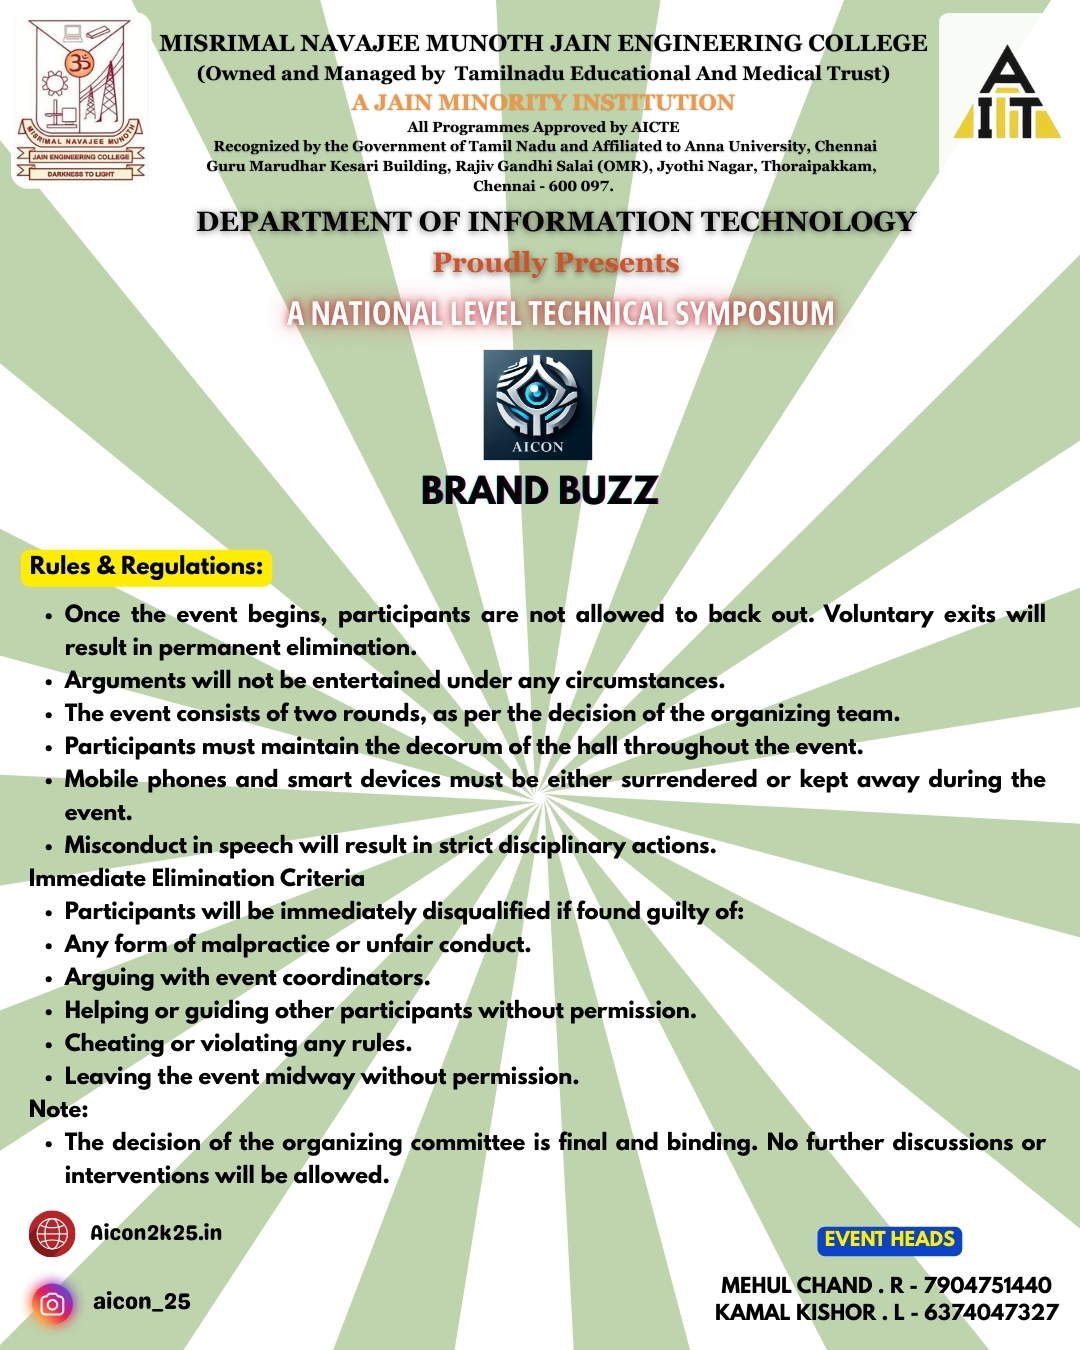 MISRIMAL NAVAJEE MUNOTH JAIN ENGINEERING COLLEGE
(Owned and Managed by Tamilnadu Educational And Medical Trust)
A JAIN MINORITY INSTITUTION
All Programmes Approved by AICTE
Recognized by the Government of Tamil Nadu and Affiliated to Anna University, Chennai
Guru Marudhar Kesari Building, Rajiv Gandhi Salai (OMR), Jyothi Nagar, Thoraipakkam,
Chennai - 600 097.
MISRIMAL NAVAJEE MUNOTH
JAIN ENGINEERING COLLEGE
DARKNESS TO LIGHT
AIIT
DEPARTMENT OF INFORMATION TECHNOLOGY
Proudly Presents
A NATIONAL LEVEL TECHNICAL SYMPOSIUM
AICON
BRAND BUZZ
Rules & Regulations:
• Once the event begins, participants are not allowed to back out. Voluntary exits will
result in permanent elimination.
• Arguments will not be entertained under any circumstances.
• The event consists of two rounds, as per the decision of the organizing team.
• Participants must maintain the decorum of the hall throughout the event.
• Mobile phones and smart devices must be either surrendered or kept away during the
event.
• Misconduct in speech will result in strict disciplinary actions.
Immediate Elimination Criteria
• Participants will be immediately disqualified if found guilty of:
• Any form of malpractice or unfair conduct.
• Arguing with event coordinators.
• Helping or guiding other participants without permission.
• Cheating or violating any rules.
• Leaving the event midway without permission.
Note:
• The decision of the organizing committee is final and binding. No further discussions or
interventions will be allowed.
Aicon2k25.in
aicon_25
EVENT HEADS
MEHUL CHAND . R - 7904751440
KAMAL KISHOR . L - 6374047327